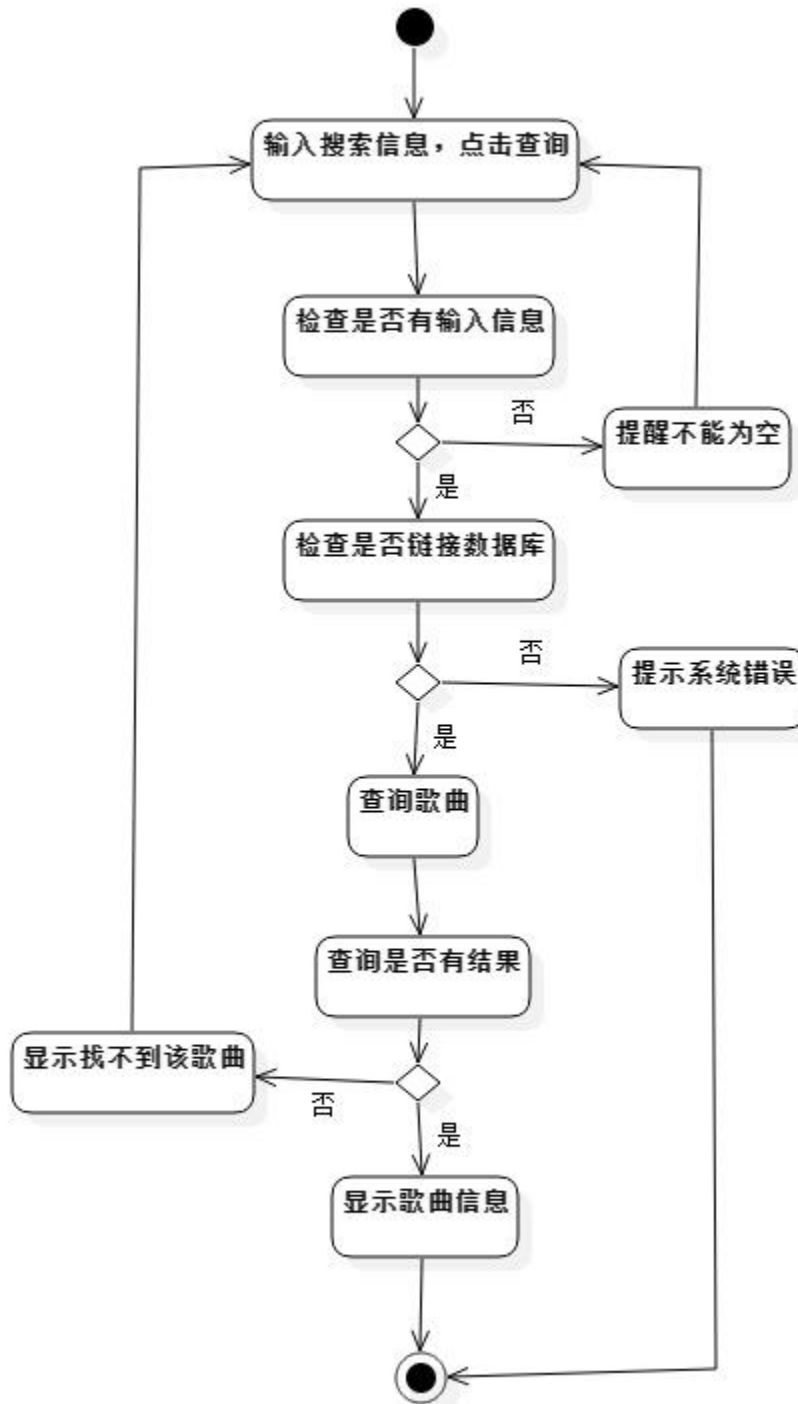 输入搜索信息，点击查询
检查是否有输入信息
否
提醒不能为空
是
检查是否链接数据库
否
提示系统错误
是
查询歌曲
查询是否有结果
显示找不到该歌曲
否
是
显示歌曲信息